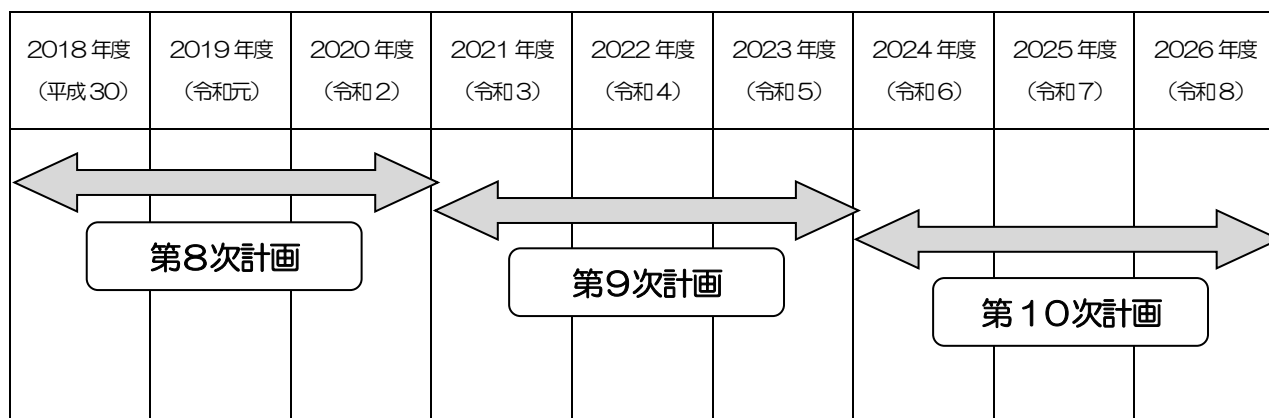 2018年度 2019年度 2020年度 2021年度 2022年度 2023年度 2024年度 2025年度 2026年度
(平成30) (令和元) (令和2) (令和3) (令和4) (令和5) (令和6) (令和7) (令和8)
第8次計画
第9次計画
第10次計画